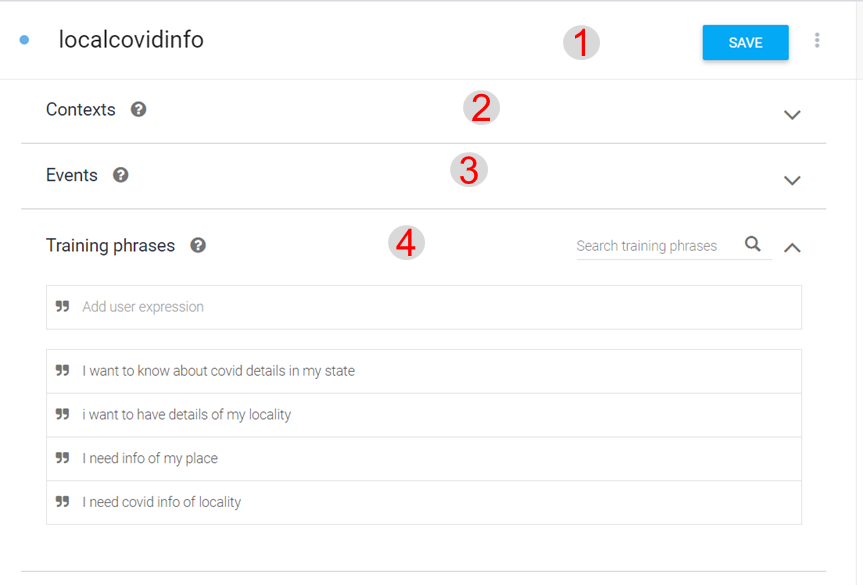 localcovidinfo 1 SAVE
Contexts ? 2
Events ? 3
Training phrases ? 4 Search training phrases
Add user expression
I want to know about covid details in my state
i want to have details of my locality
I need info of my place
I need covid info of locality